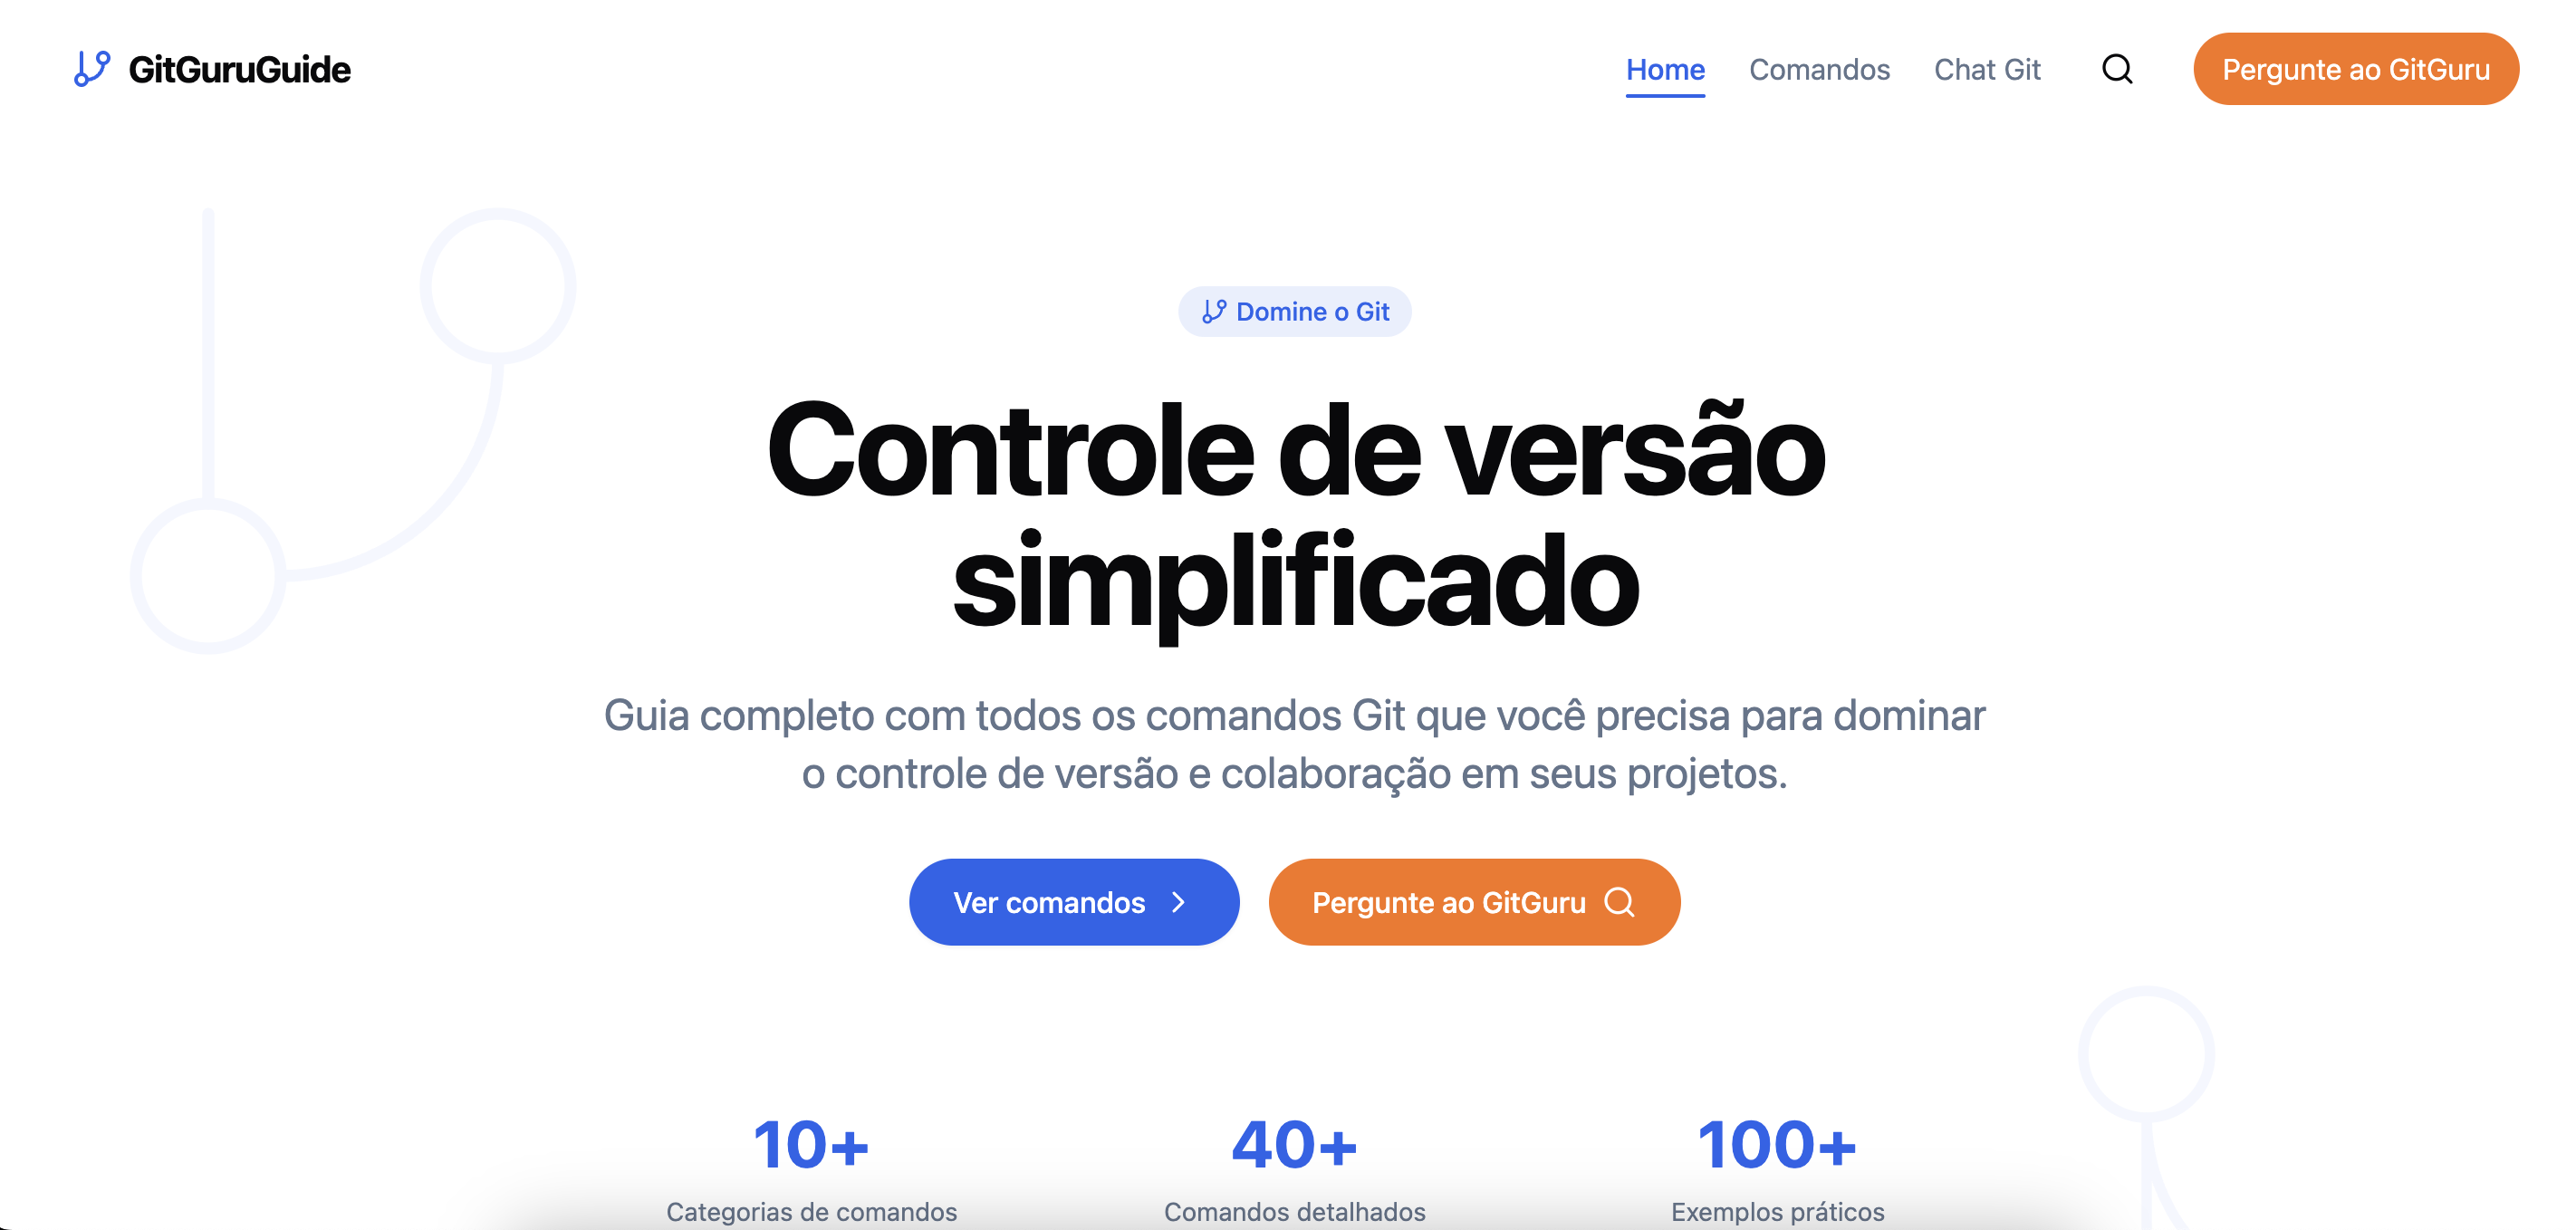 GitGuruGuide
Home
Comandos
Chat Git
Pergunte ao GitGuru
Domine o Git
Controle de versão
simplificado
Guia completo com todos os comandos Git que você precisa para dominar
o controle de versão e colaboração em seus projetos.
Ver comandos
Pergunte ao GitGuru
10+
Categorias de comandos
40+
Comandos detalhados
100+
Exemplos práticos